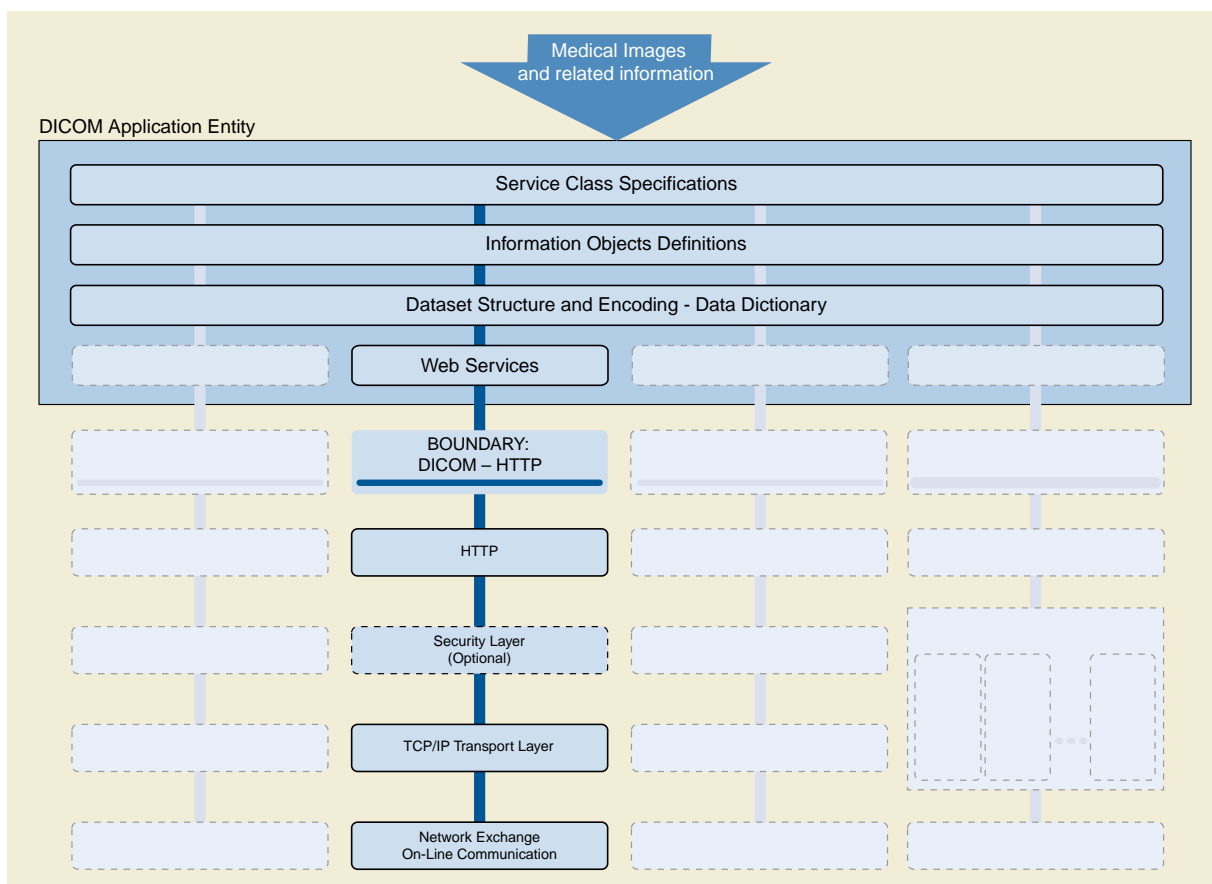 Medical Images
and related information
DICOM Application Entity
Service Class Specifications
Information Objects Definitions
Dataset Structure and Encoding - Data Dictionary
Web Services
BOUNDARY:
DICOM – HTTP
HTTP
Security Layer
(Optional)
TCP/IP Transport Layer
Network Exchange
On-Line Communication